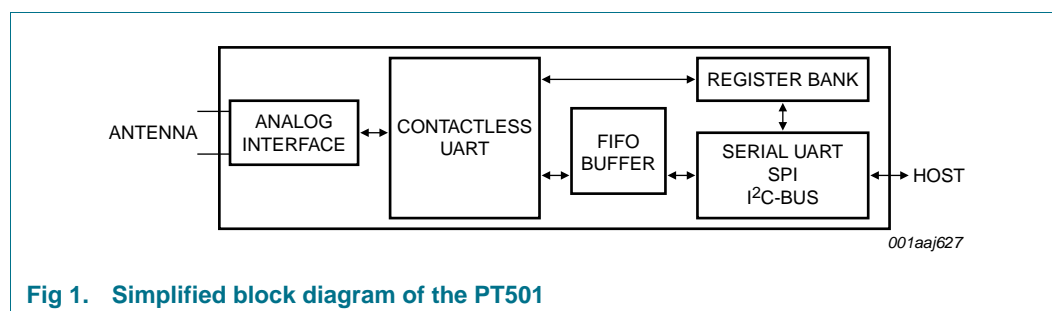 ANTENNA
ANALOG
INTERFACE
CONTACTLESS
UART
FIFO
BUFFER
REGISTER BANK
SERIAL UART
SPI
I²C-BUS
HOST
001aaj627
Fig 1. Simplified block diagram of the PT501